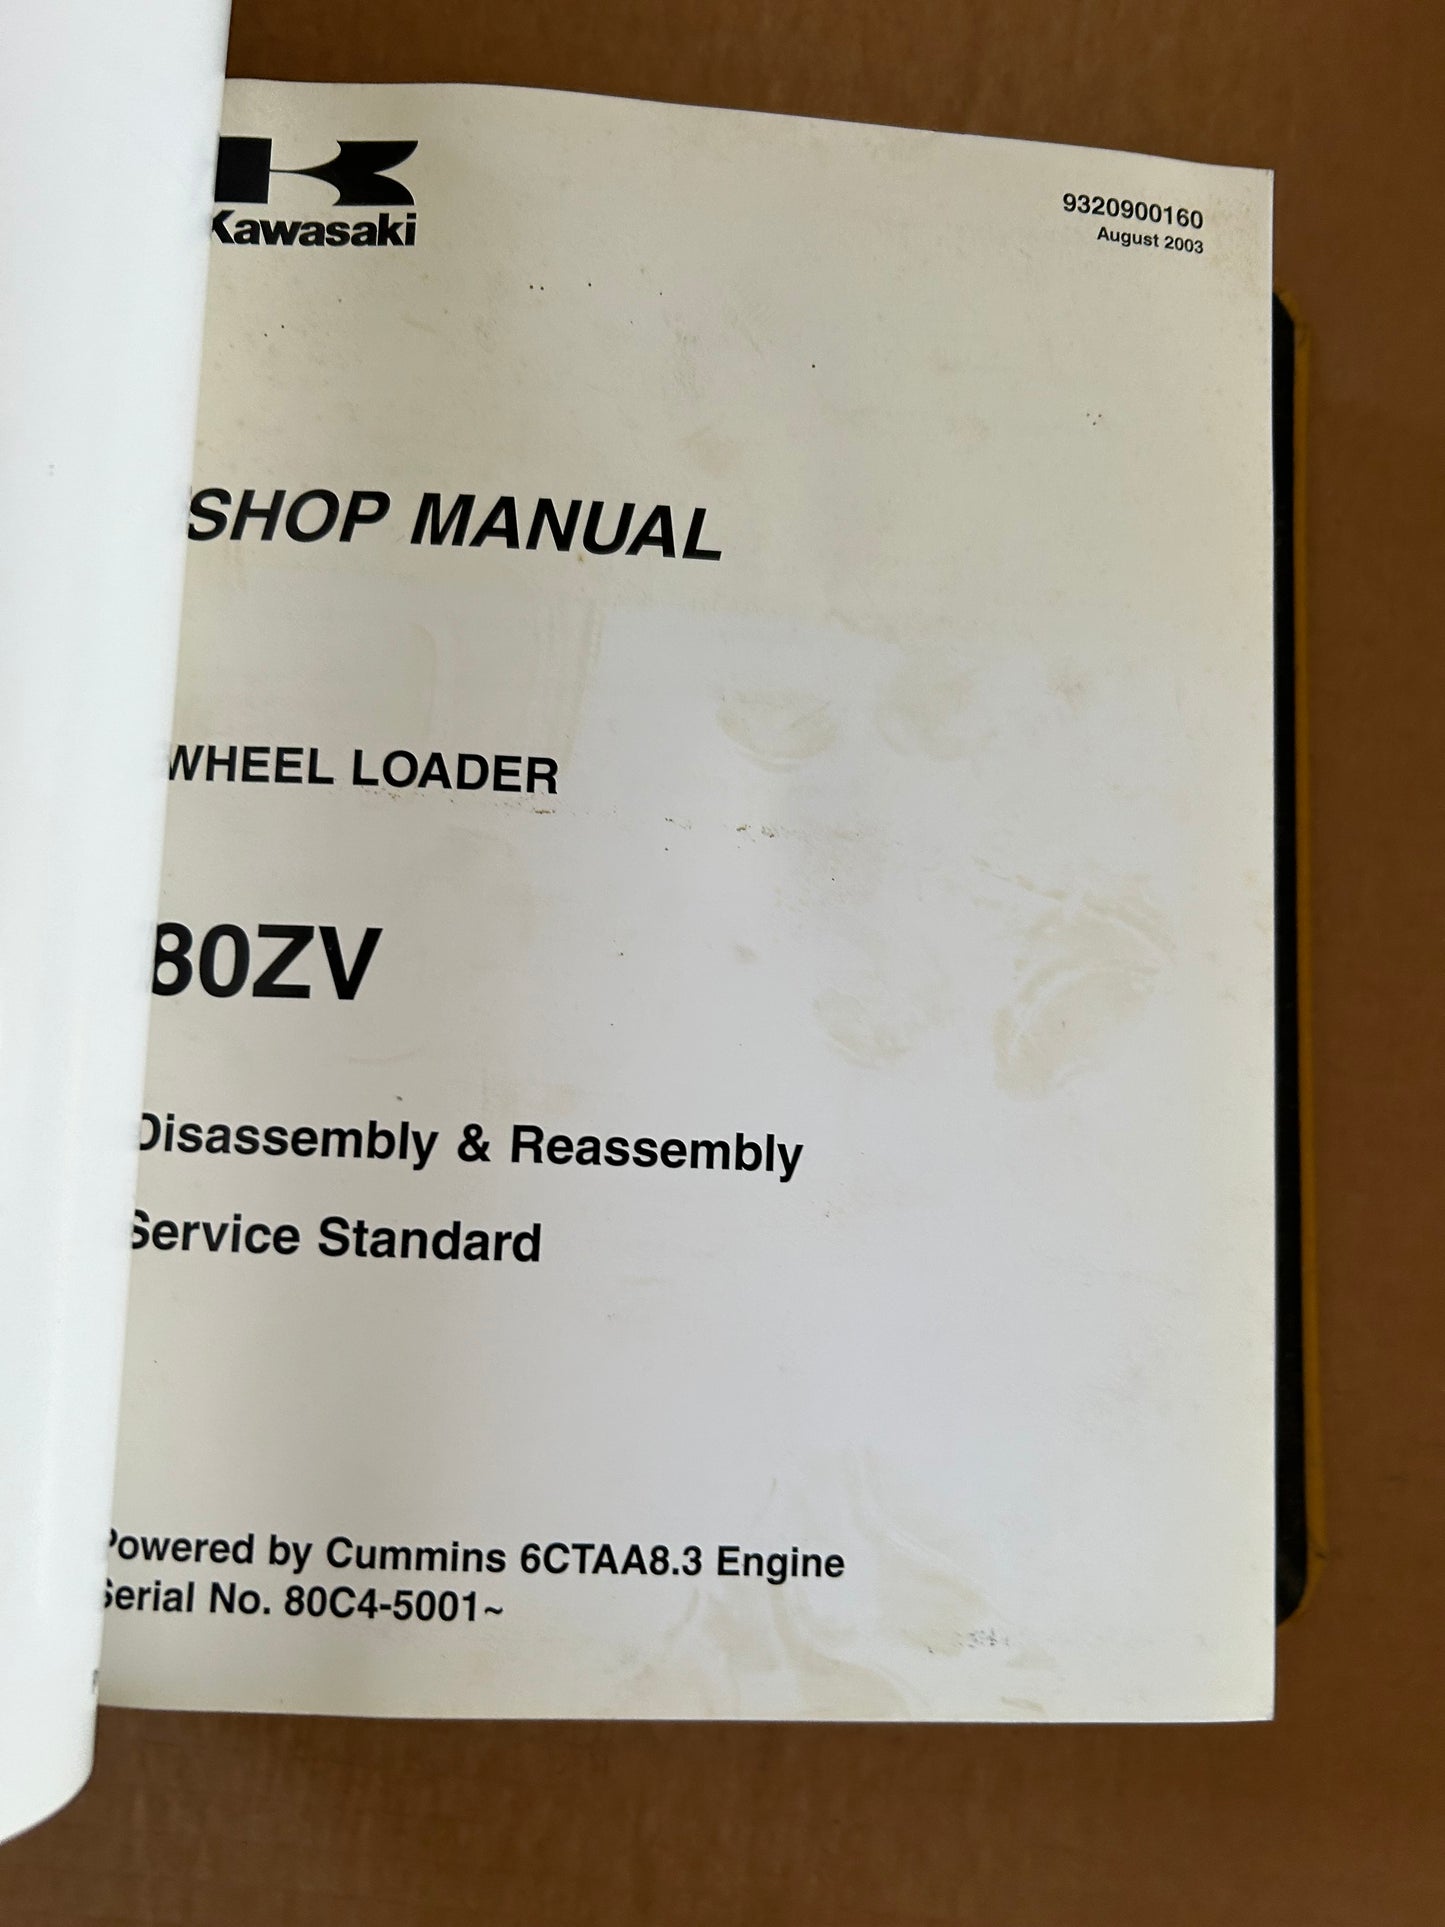 Kawasaki
9320900160
August 2003
SHOP MANUAL
WHEEL LOADER
80ZV
Disassembly & Reassembly
Service Standard
Powered by Cummins 6CTAA8.3 Engine
Serial No. 80C4-5001~